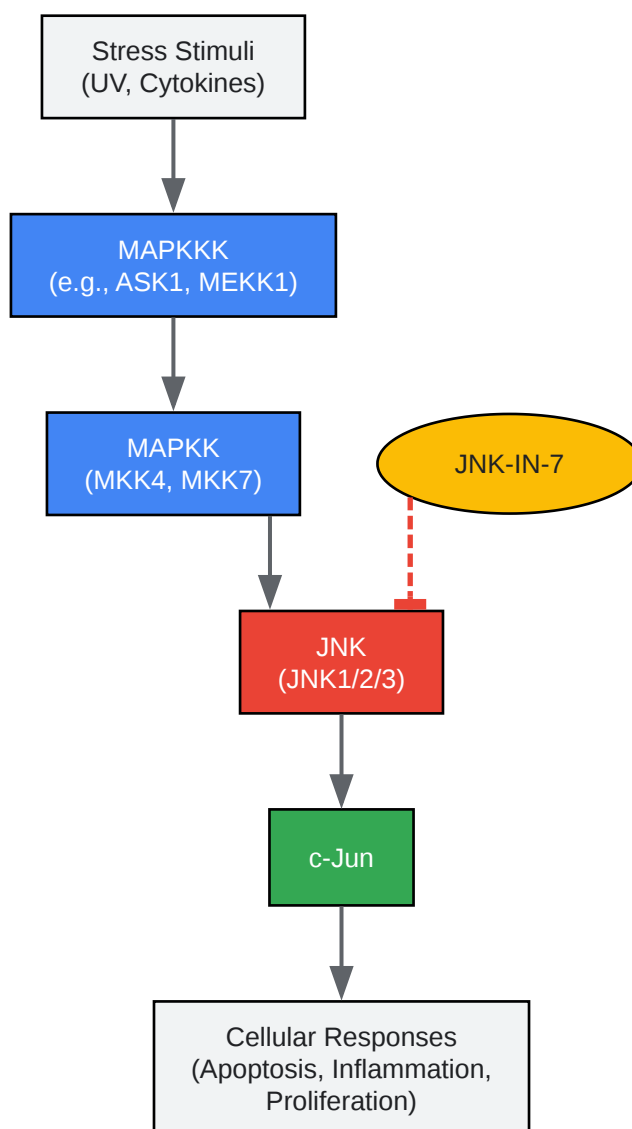 Stress Stimuli
(UV, Cytokines)
MAPKKK
(e.g., ASK1, MEKK1)
MAPKK
(MKK4, MKK7)
JNK-IN-7
JNK
(JNK1/2/3)
c-Jun
Cellular Responses
(Apoptosis, Inflammation,
Proliferation)